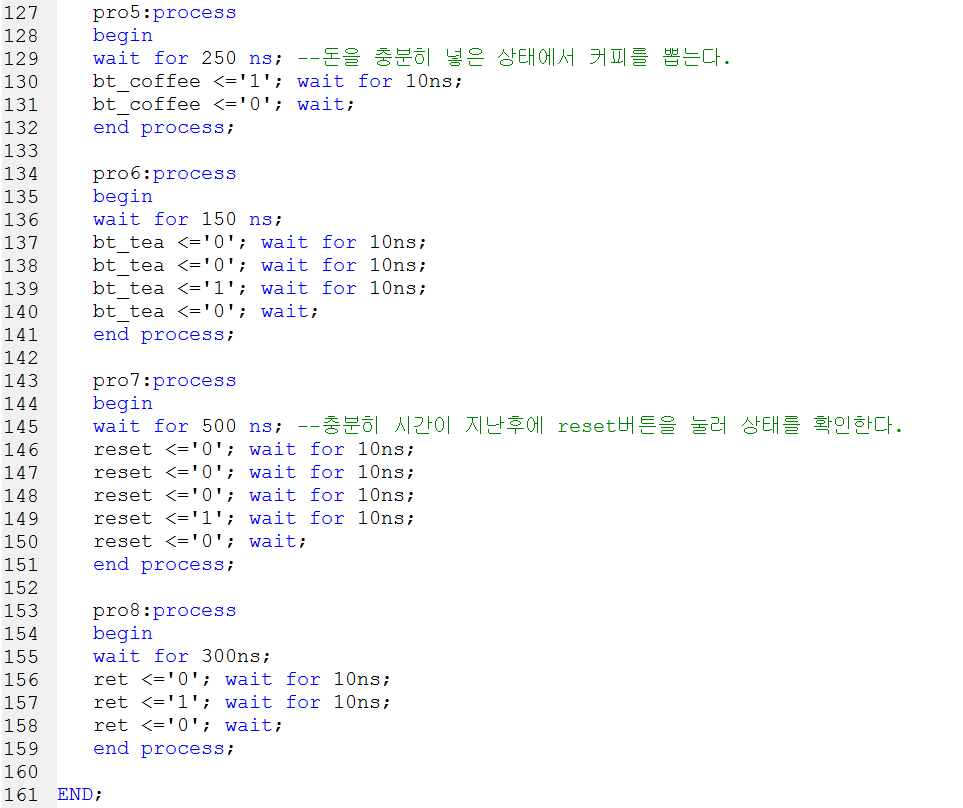 127 pro5:process
128 begin
129 wait for 250 ns; --돈을 충분히 넣은 상태에서 커피를 뽑는다.
130 bt_coffee <='1'; wait for 10ns;
131 bt_coffee <='0'; wait;
132 end process;
133
134 pro6:process
135 begin
136 wait for 150 ns;
137 bt_tea <='0'; wait for 10ns;
138 bt_tea <='0'; wait for 10ns;
139 bt_tea <='1'; wait for 10ns;
140 bt_tea <='0'; wait;
141 end process;
142
143 pro7:process
144 begin
145 wait for 500 ns; --충분히 시간이 지난후에 reset버튼을 눌러 상태를 확인한다.
146 reset <='0'; wait for 10ns;
147 reset <='0'; wait for 10ns;
148 reset <='0'; wait for 10ns;
149 reset <='1'; wait for 10ns;
150 reset <='0'; wait;
151 end process;
152
153 pro8:process
154 begin
155 wait for 300ns;
156 ret <='0'; wait for 10ns;
157 ret <='1'; wait for 10ns;
158 ret <='0'; wait;
159 end process;
160
161 END;